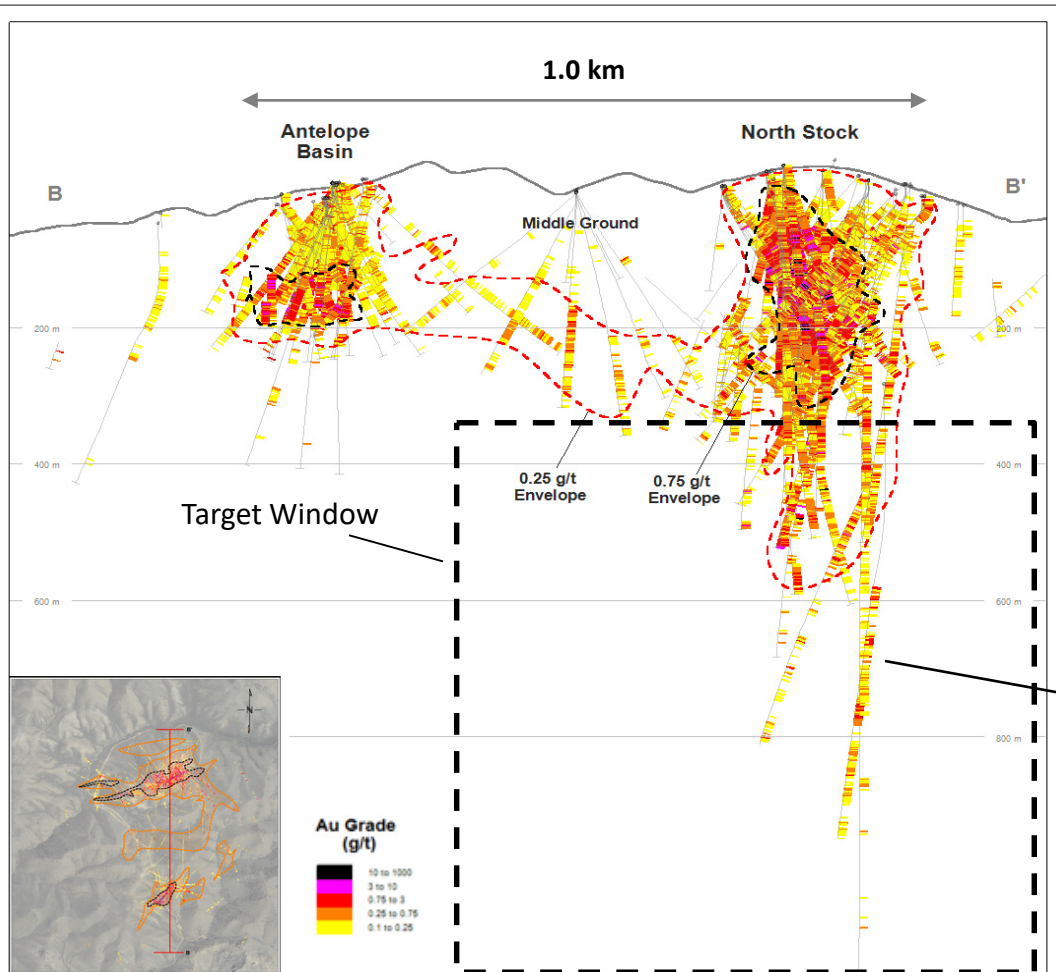 1.0 km
Antelope
Basin
North Stock
B
B'
Middle Ground
200 m
200 m
0.25 g/t
Envelope
0.75 g/t
Envelope
400 m
400 m
Target Window
600 m
600 m
800 m
800 m
N
B'
B
Au Grade
(g/t)
10 to 1000
3 to 10
0.75 to 3
0.25 to 0.75
0.1 to 0.25